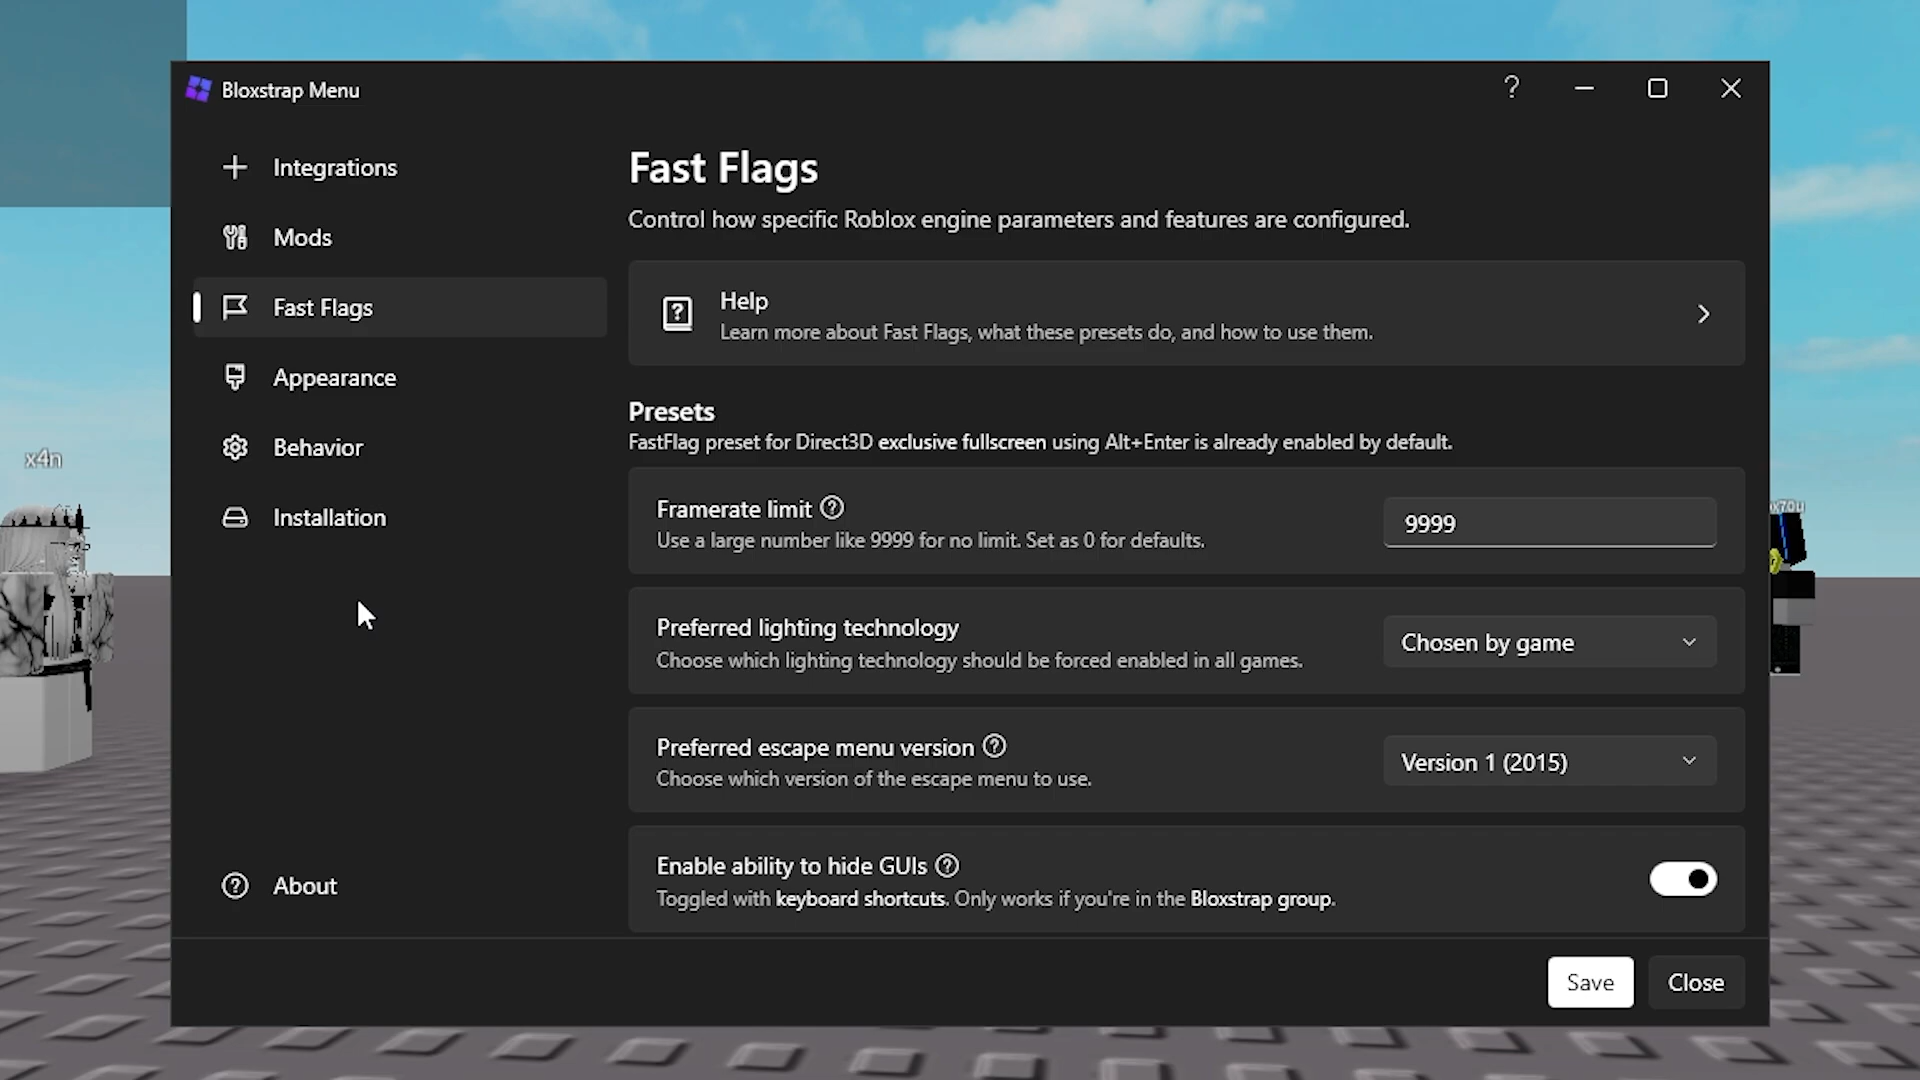 Bloxstrap Menu
Integrations
Mods
Fast Flags
Appearance
Behavior
Installation
About
Fast Flags
Control how specific Roblox engine parameters and features are configured.
Help
Learn more about Fast Flags, what these presets do, and how to use them.
Presets
FastFlag preset for Direct3D exclusive fullscreen using Alt+Enter is already enabled by default.
Framerate limit
Use a large number like 9999 for no limit. Set as 0 for defaults.
9999
Preferred lighting technology
Choose which lighting technology should be forced enabled in all games.
Chosen by game
Preferred escape menu version
Choose which version of the escape menu to use.
Version 1 (2015)
Enable ability to hide GUIs
Toggled with keyboard shortcuts. Only works if you're in the Bloxstrap group.
Save
Close
x4n